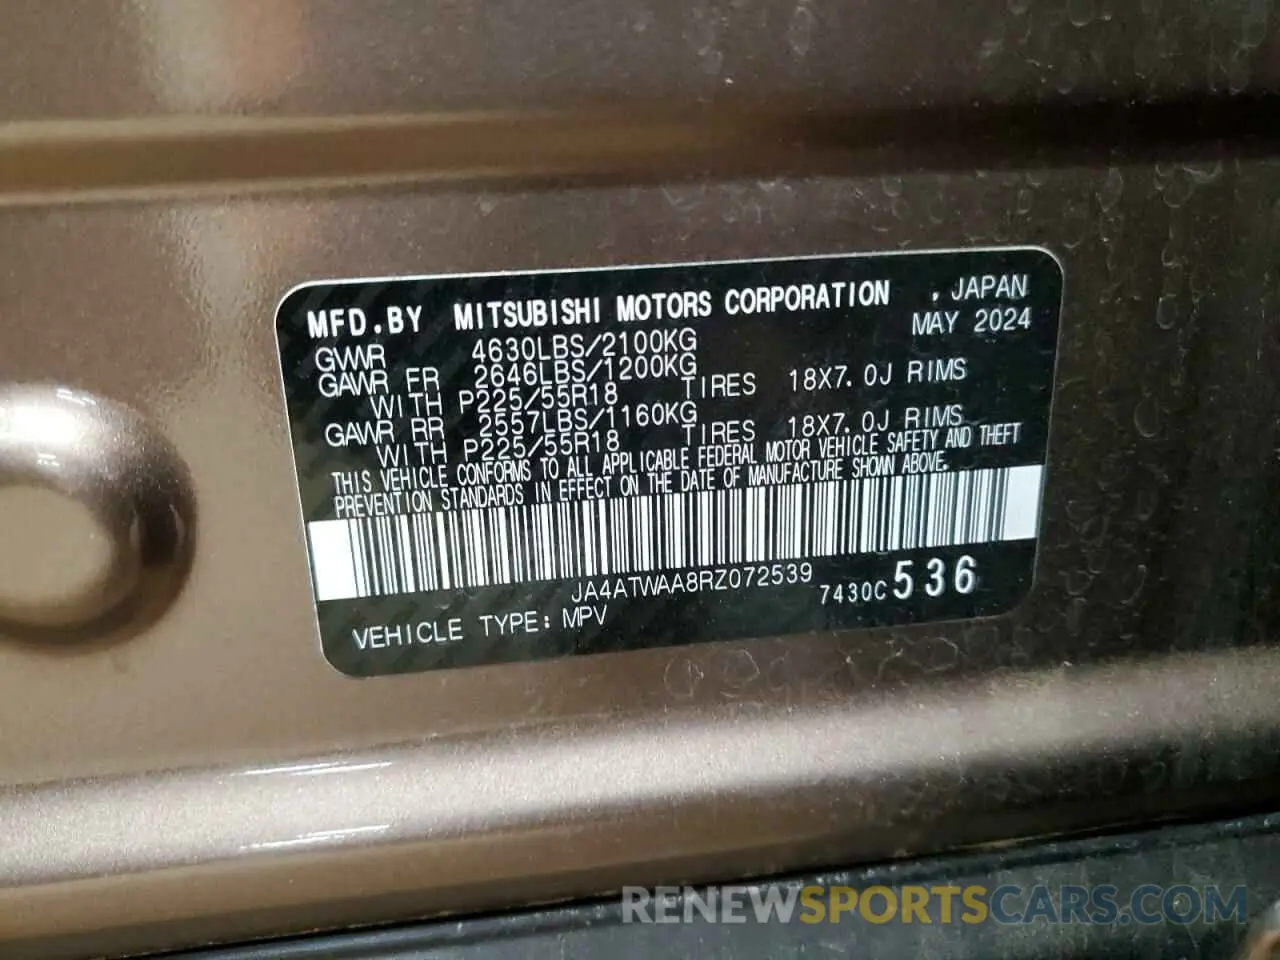 MFD.BY MITSUBISHI MOTORS CORPORATION , JAPAN
MAY 2024
GVWR 4630LBS/2100KG
GAWR FR 2646LBS/1200KG
WITH P225/55R18 TIRES 18X7.0J RIMS
GAWR RR 2557LBS/1160KG
WITH P225/55R18 TIRES 18X7.0J RIMS
THIS VEHICLE CONFORMS TO ALL APPLICABLE FEDERAL MOTOR VEHICLE SAFETY AND THEFT
PREVENTION STANDARDS IN EFFECT ON THE DATE OF MANUFACTURE SHOWN ABOVE.
JA4ATWAA8RZ072539
7430C 536
VEHICLE TYPE: MPV
RENEWSPORTSCARS.COM